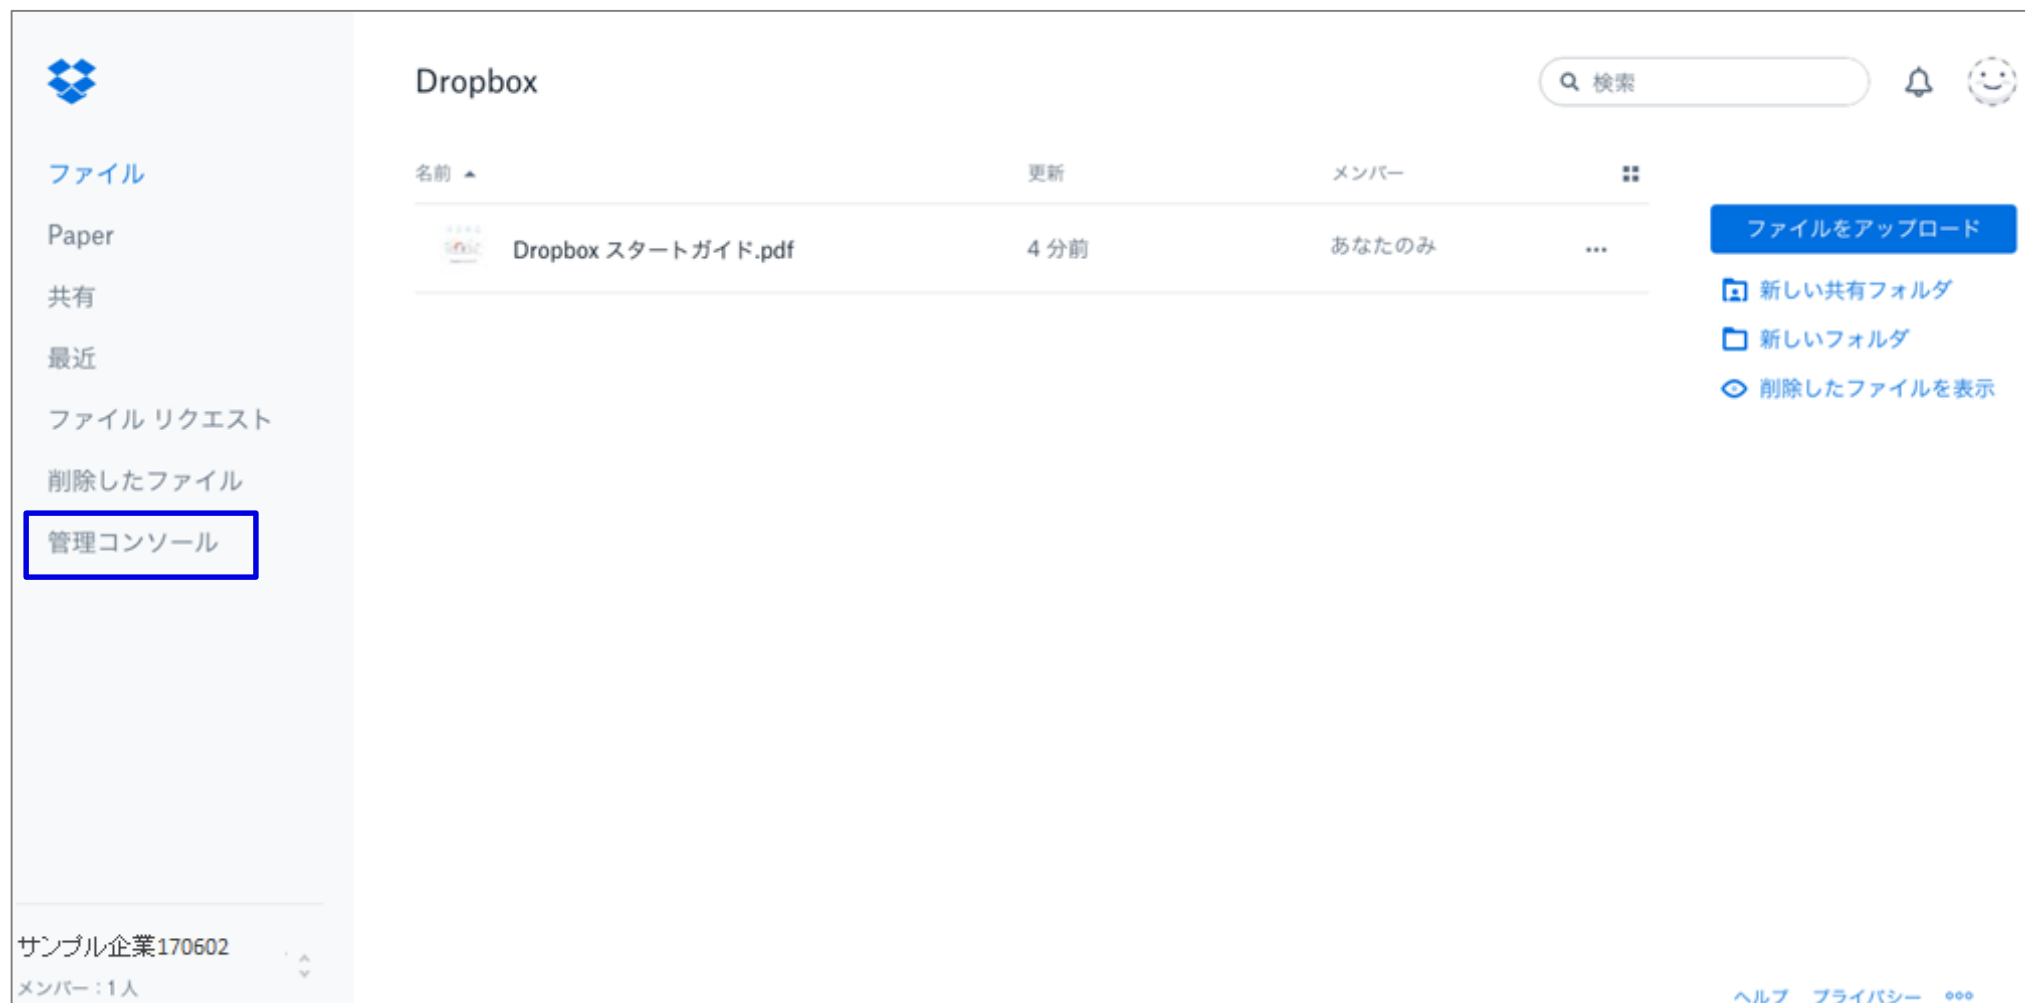 Dropbox
検索
ファイル
Paper
共有
最近
ファイル リクエスト
削除したファイル
管理コンソール
サンプル企業170602
メンバー：1人
名前 更新 メンバー
Dropbox スタートガイド.pdf 4 分前 あなたのみ
ファイルをアップロード
新しい共有フォルダ
新しいフォルダ
削除したファイルを表示
ヘルプ プライバシー